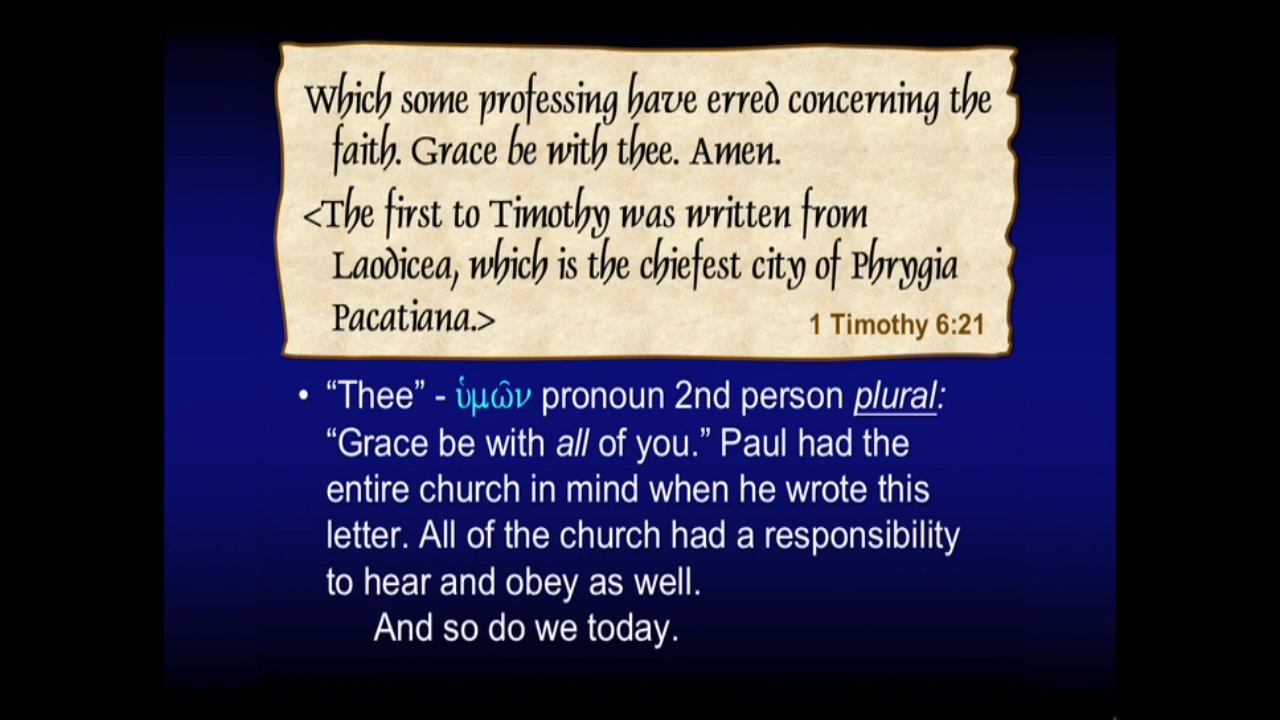 Which some professing have erred concerning the
faith. Grace be with thee. Amen.
<The first to Timothy was written from
Laodicea, which is the chiefest city of Phrygia
Pacatiana.>
1 Timothy 6:21
• “Thee” - ὑμῶν pronoun 2nd person plural:
“Grace be with all of you.” Paul had the
entire church in mind when he wrote this
letter. All of the church had a responsibility
to hear and obey as well.
And so do we today.